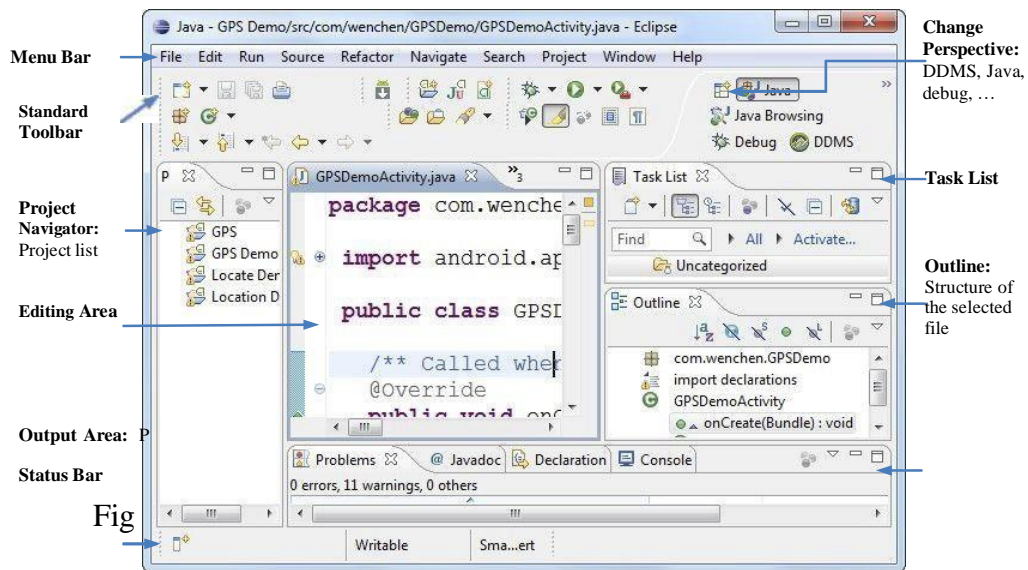 Java - GPS Demo/src/com/wenchen/GPSDemo/GPSDemoActivity.java - Eclipse
File Edit Run Source Refactor Navigate Search Project Window Help
Menu Bar
Standard
Toolbar
Project
Navigator:
Project list
Editing Area
Output Area: P
Status Bar
Fig
Change
Perspective:
DDMS, Java,
debug, …
Task List
Outline:
Structure of
the selected
file
Java
Java Browsing
Debug DDMS
P
GPS
GPS Demo
Locate Der
Location D
GPSDemoActivity.java »3
package com.wenche
import android.ap
public class GPSD
/** Called wher
@Override
public void onC
Task List
Find All Activate...
Uncategorized
Outline
com.wenchen.GPSDemo
import declarations
GPSDemoActivity
onCreate(Bundle) : void
Problems @ Javadoc Declaration Console
0 errors, 11 warnings, 0 others
Writable Sma...ert